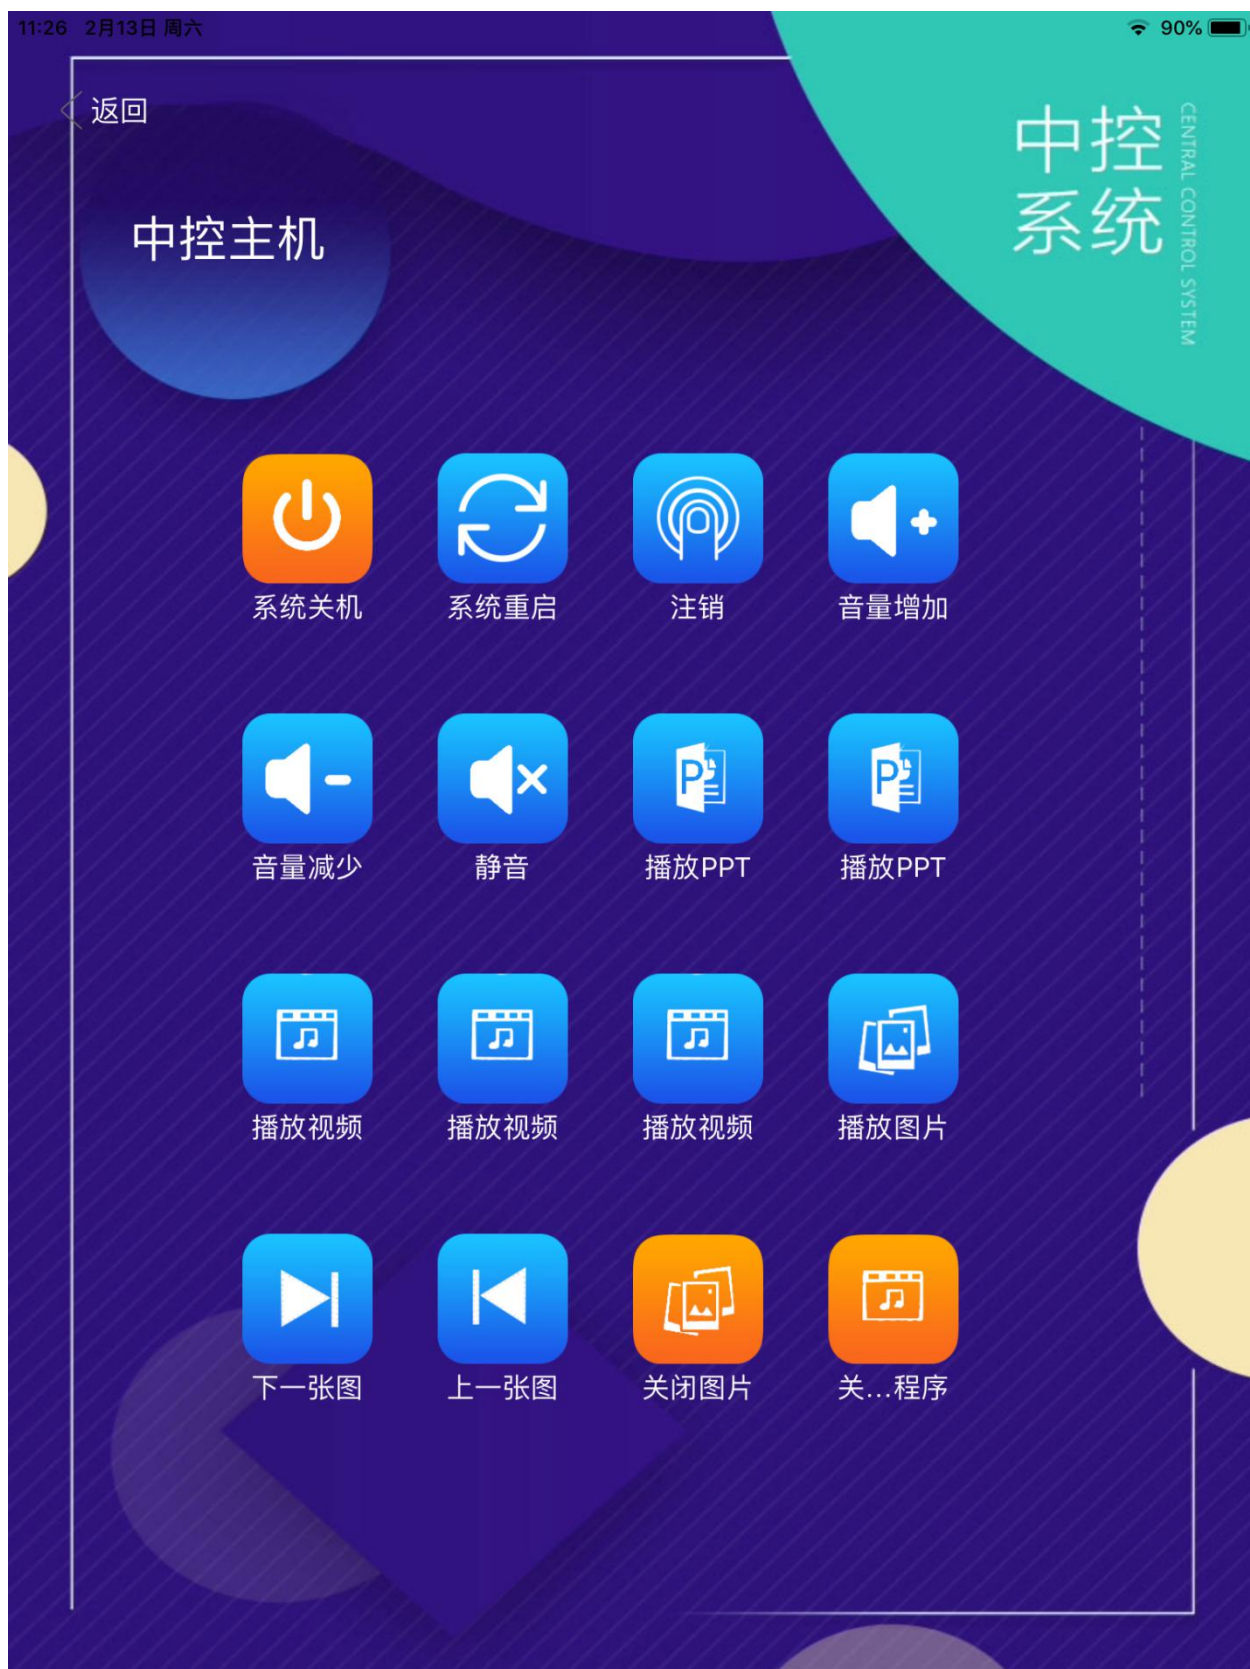 11:26 2月13日 周六
90%
返回
中控
系统
CENTRAL CONTROL SYSTEM
中控主机
系统关机
系统重启
注销
音量增加
音量减少
静音
播放PPT
播放PPT
播放视频
播放视频
播放视频
播放图片
下一张图
上一张图
关闭图片
关...程序